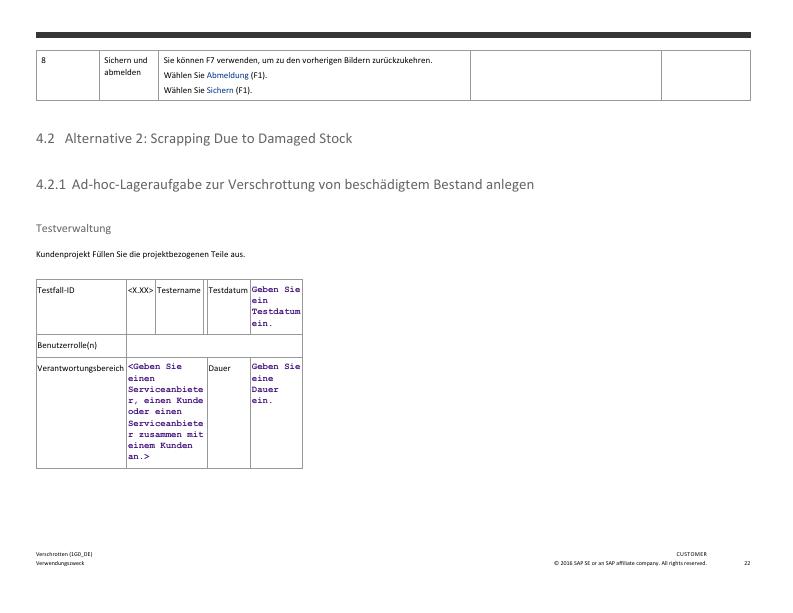 8
Sichern und
abmelden
Sie können F7 verwenden, um zu den vorherigen Bildern zurückzukehren.
Wählen Sie Abmeldung (F1).
Wählen Sie Sichern (F1).
4.2 Alternative 2: Scrapping Due to Damaged Stock
4.2.1 Ad-hoc-Lageraufgabe zur Verschrottung von beschädigtem Bestand anlegen
Testverwaltung
Kundenprojekt Füllen Sie die projektbezogenen Teile aus.
Testfall-ID
<X.XX>
Testername
Testdatum
Geben Sie
ein
Testdatum
ein.
Benutzerrolle(n)
Verantwortungsbereich
<Geben Sie
einen
Serviceanbiete
r, einen Kunde
oder einen
Serviceanbiete
r zusammen mit
einem Kunden
an.>
Dauer
Geben Sie
eine
Dauer
ein.
Verschrotten (1G0_DE)
Verwendungszweck
CUSTOMER
© 2016 SAP SE or an SAP affiliate company. All rights reserved.
22